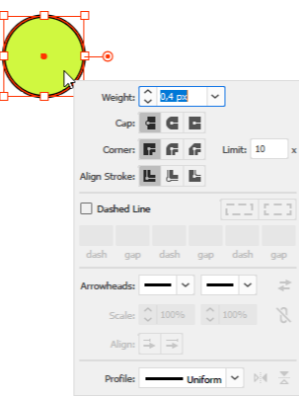 Weight: 0,4 px
Cap:
Corner: Limit: 10 x
Align Stroke:
Dashed Line
dash gap dash gap dash gap
Arrowheads:
Scale: 100% 100%
Align:
Profile: Uniform